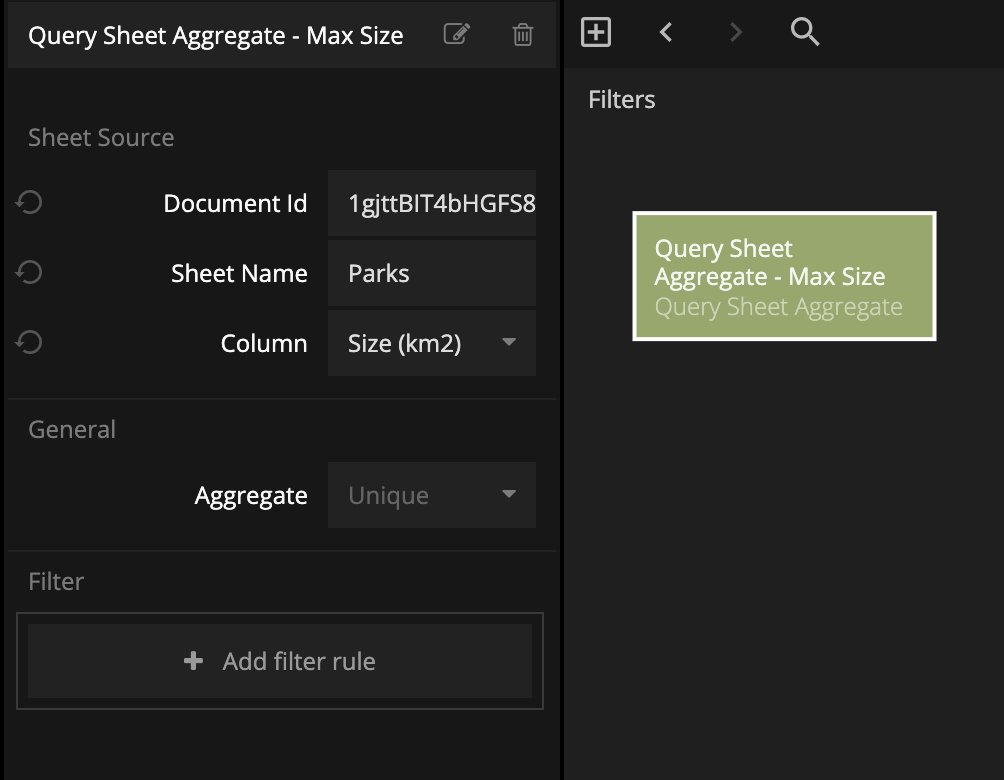 Query Sheet Aggregate - Max Size
Sheet Source
Document Id
1gjttBIT4bHGFS8
Sheet Name
Parks
Column
Size (km2)
General
Aggregate
Unique
Filter
Add filter rule
Filters
Query Sheet
Aggregate - Max Size
Query Sheet Aggregate